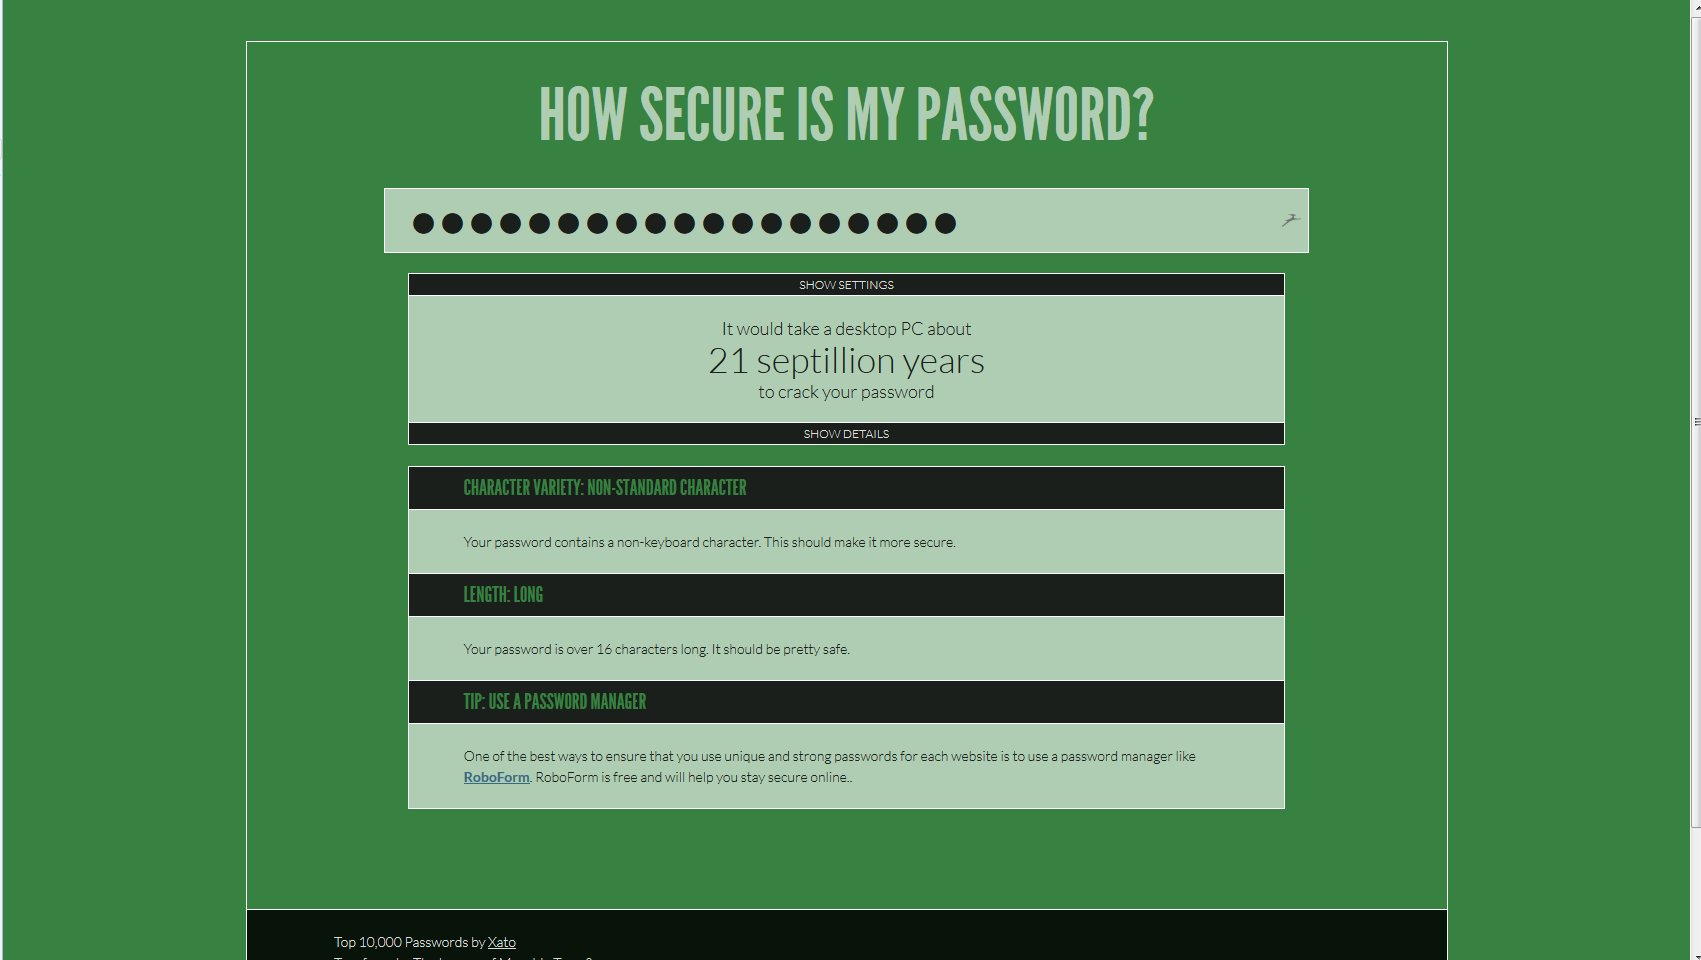 HOW SECURE IS MY PASSWORD?
SHOW SETTINGS
It would take a desktop PC about
21 septillion years
to crack your password
SHOW DETAILS
CHARACTER VARIETY: NON-STANDARD CHARACTER
Your password contains a non-keyboard character. This should make it more secure.
LENGTH: LONG
Your password is over 16 characters long. It should be pretty safe.
TIP: USE A PASSWORD MANAGER
One of the best ways to ensure that you use unique and strong passwords for each website is to use a password manager like
RoboForm. RoboForm is free and will help you stay secure online..
Top 10,000 Passwords by Xato